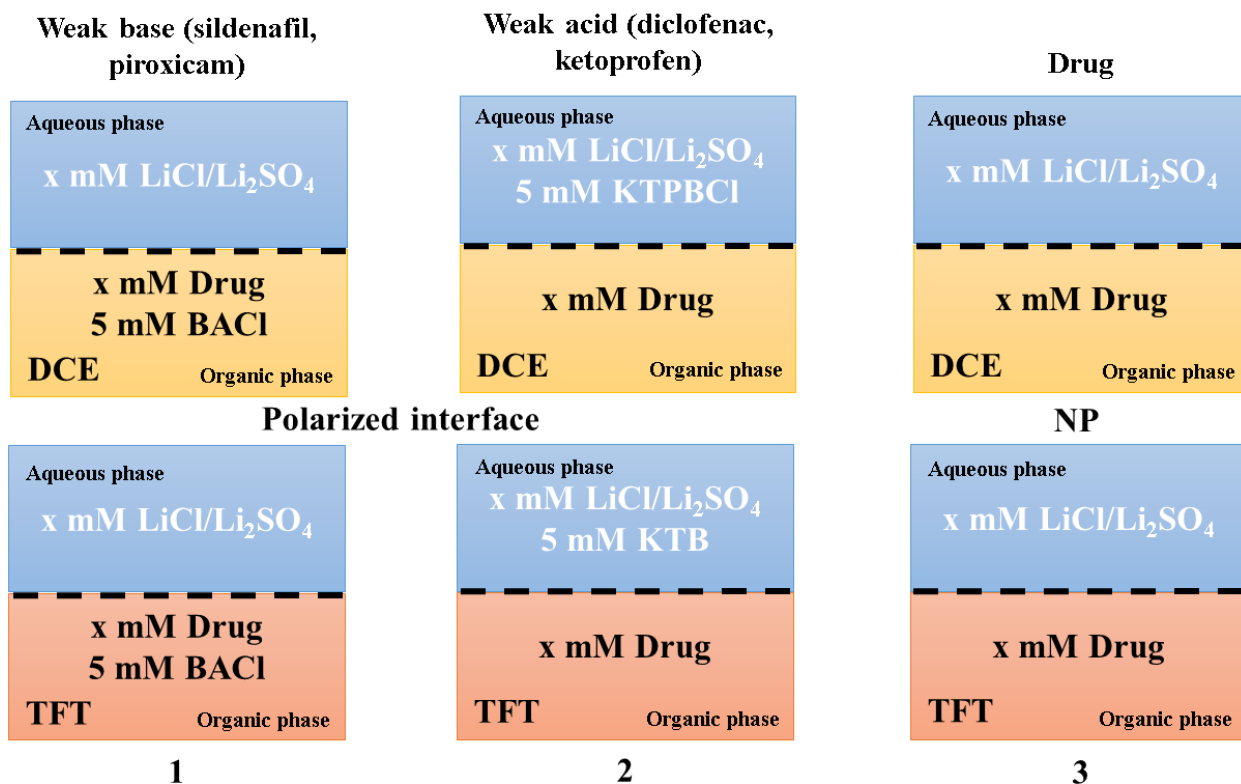 Weak base (sildenafil,
piroxicam)
Weak acid (diclofenac,
ketoprofen)
Drug
Aqueous phase
x mM LiCl/Li₂SO₄
x mM Drug
5 mM BACl
DCE
Organic phase
Aqueous phase
x mM LiCl/Li₂SO₄
5 mM KTPBCl
x mM Drug
DCE
Organic phase
Aqueous phase
x mM LiCl/Li₂SO₄
x mM Drug
DCE
Organic phase
Polarized interface
NP
Aqueous phase
x mM LiCl/Li₂SO₄
x mM Drug
5 mM BACl
TFT
Organic phase
Aqueous phase
x mM LiCl/Li₂SO₄
5 mM KTB
x mM Drug
TFT
Organic phase
Aqueous phase
x mM LiCl/Li₂SO₄
x mM Drug
TFT
Organic phase
1
2
3